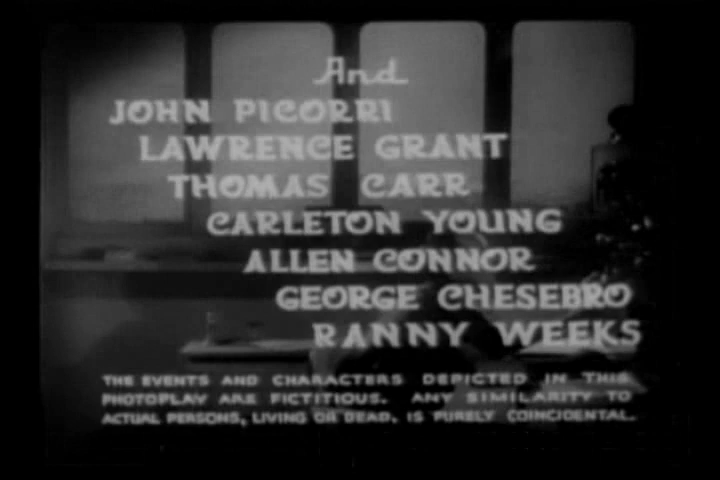 And
JOHN PICORRI
LAWRENCE GRANT
THOMAS CARR
CARLETON YOUNG
ALLEN CONNOR
GEORGE CHESEBRO
RANNY WEEKS
THE EVENTS AND CHARACTERS DEPICTED IN THIS
PHOTOPLAY ARE FICTITIOUS. ANY SIMILARITY TO
ACTUAL PERSONS, LIVING OR DEAD, IS PURELY COINCIDENTAL.